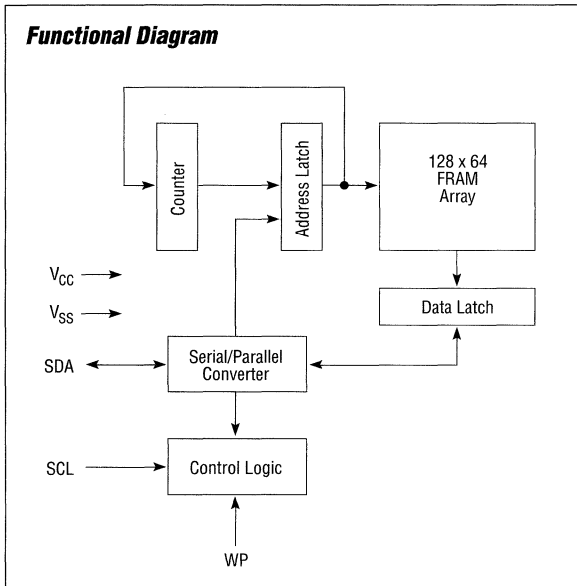 Functional Diagram
Counter
Address Latch
128 x 64
FRAM
Array
VCC
VSS
Data Latch
SDA
Serial/Parallel
Converter
SCL
Control Logic
WP